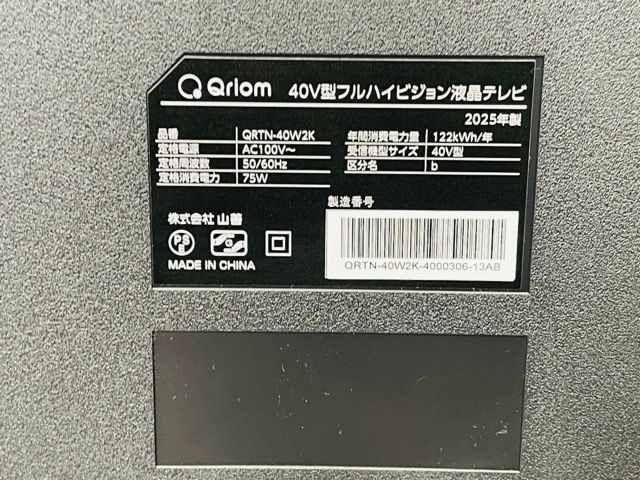 Qriom 40V型フルハイビジョン液晶テレビ
2025年製
品番 QRTN-40W2K
定格電源 AC100V～
定格周波数 50/60Hz
定格消費電力 75W
年間消費電力量 122kWh/年
受信機型サイズ 40V型
区分名 b
株式会社 山善
PS E
MADE IN CHINA
製造番号
QRTN-40W2K-4000306-13AB